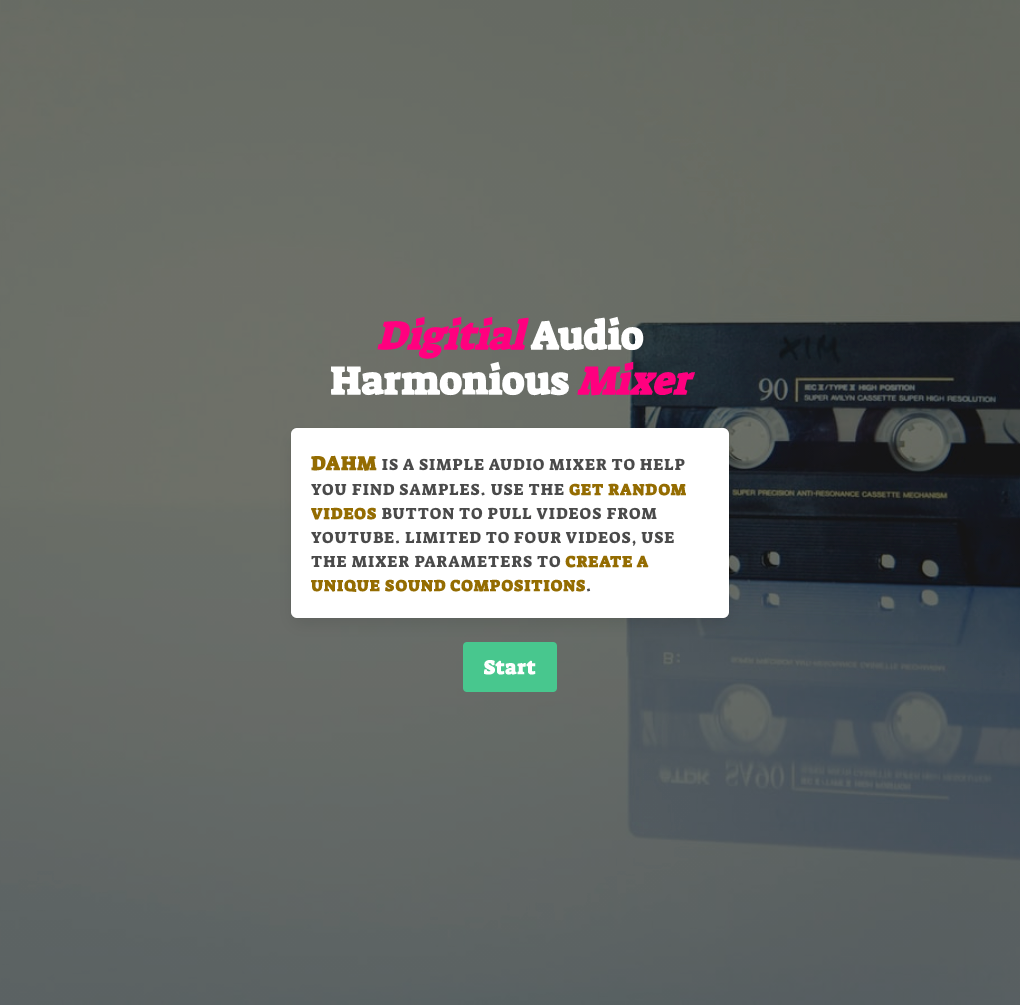 Digitial Audio
Harmonious Mixer
XIM
90
IEC II/TYPE II HIGH POSITION
SUPER AVILYN CASSETTE SUPER HIGH RESOLUTION
SUPER PRECISION ANTI-RESONANCE CASSETTE MECHANISM
DAHM IS A SIMPLE AUDIO MIXER TO HELP
YOU FIND SAMPLES. USE THE GET RANDOM
VIDEOS BUTTON TO PULL VIDEOS FROM
YOUTUBE. LIMITED TO FOUR VIDEOS, USE
THE MIXER PARAMETERS TO CREATE A
UNIQUE SOUND COMPOSITIONS.
Start
B:
SA90